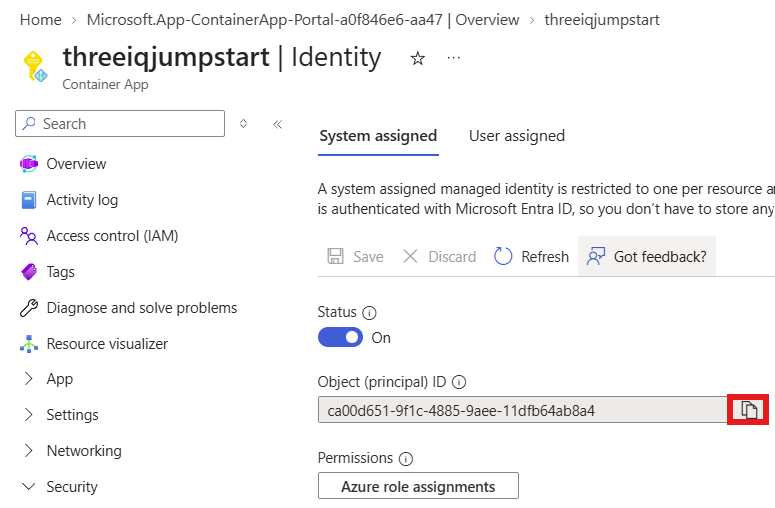 Home > Microsoft.App-ContainerApp-Portal-a0f846e6-aa47 | Overview > threeiqjumpstart
threeiqjumpstart | Identity
Container App
Search
Overview
Activity log
Access control (IAM)
Tags
Diagnose and solve problems
Resource visualizer
App
Settings
Networking
Security
System assigned User assigned
A system assigned managed identity is restricted to one per resource a
is authenticated with Microsoft Entra ID, so you don't have to store any
Save Discard Refresh Got feedback?
Status
On
Object (principal) ID
ca00d651-9f1c-4885-9aee-11dfb64ab8a4
Permissions
Azure role assignments